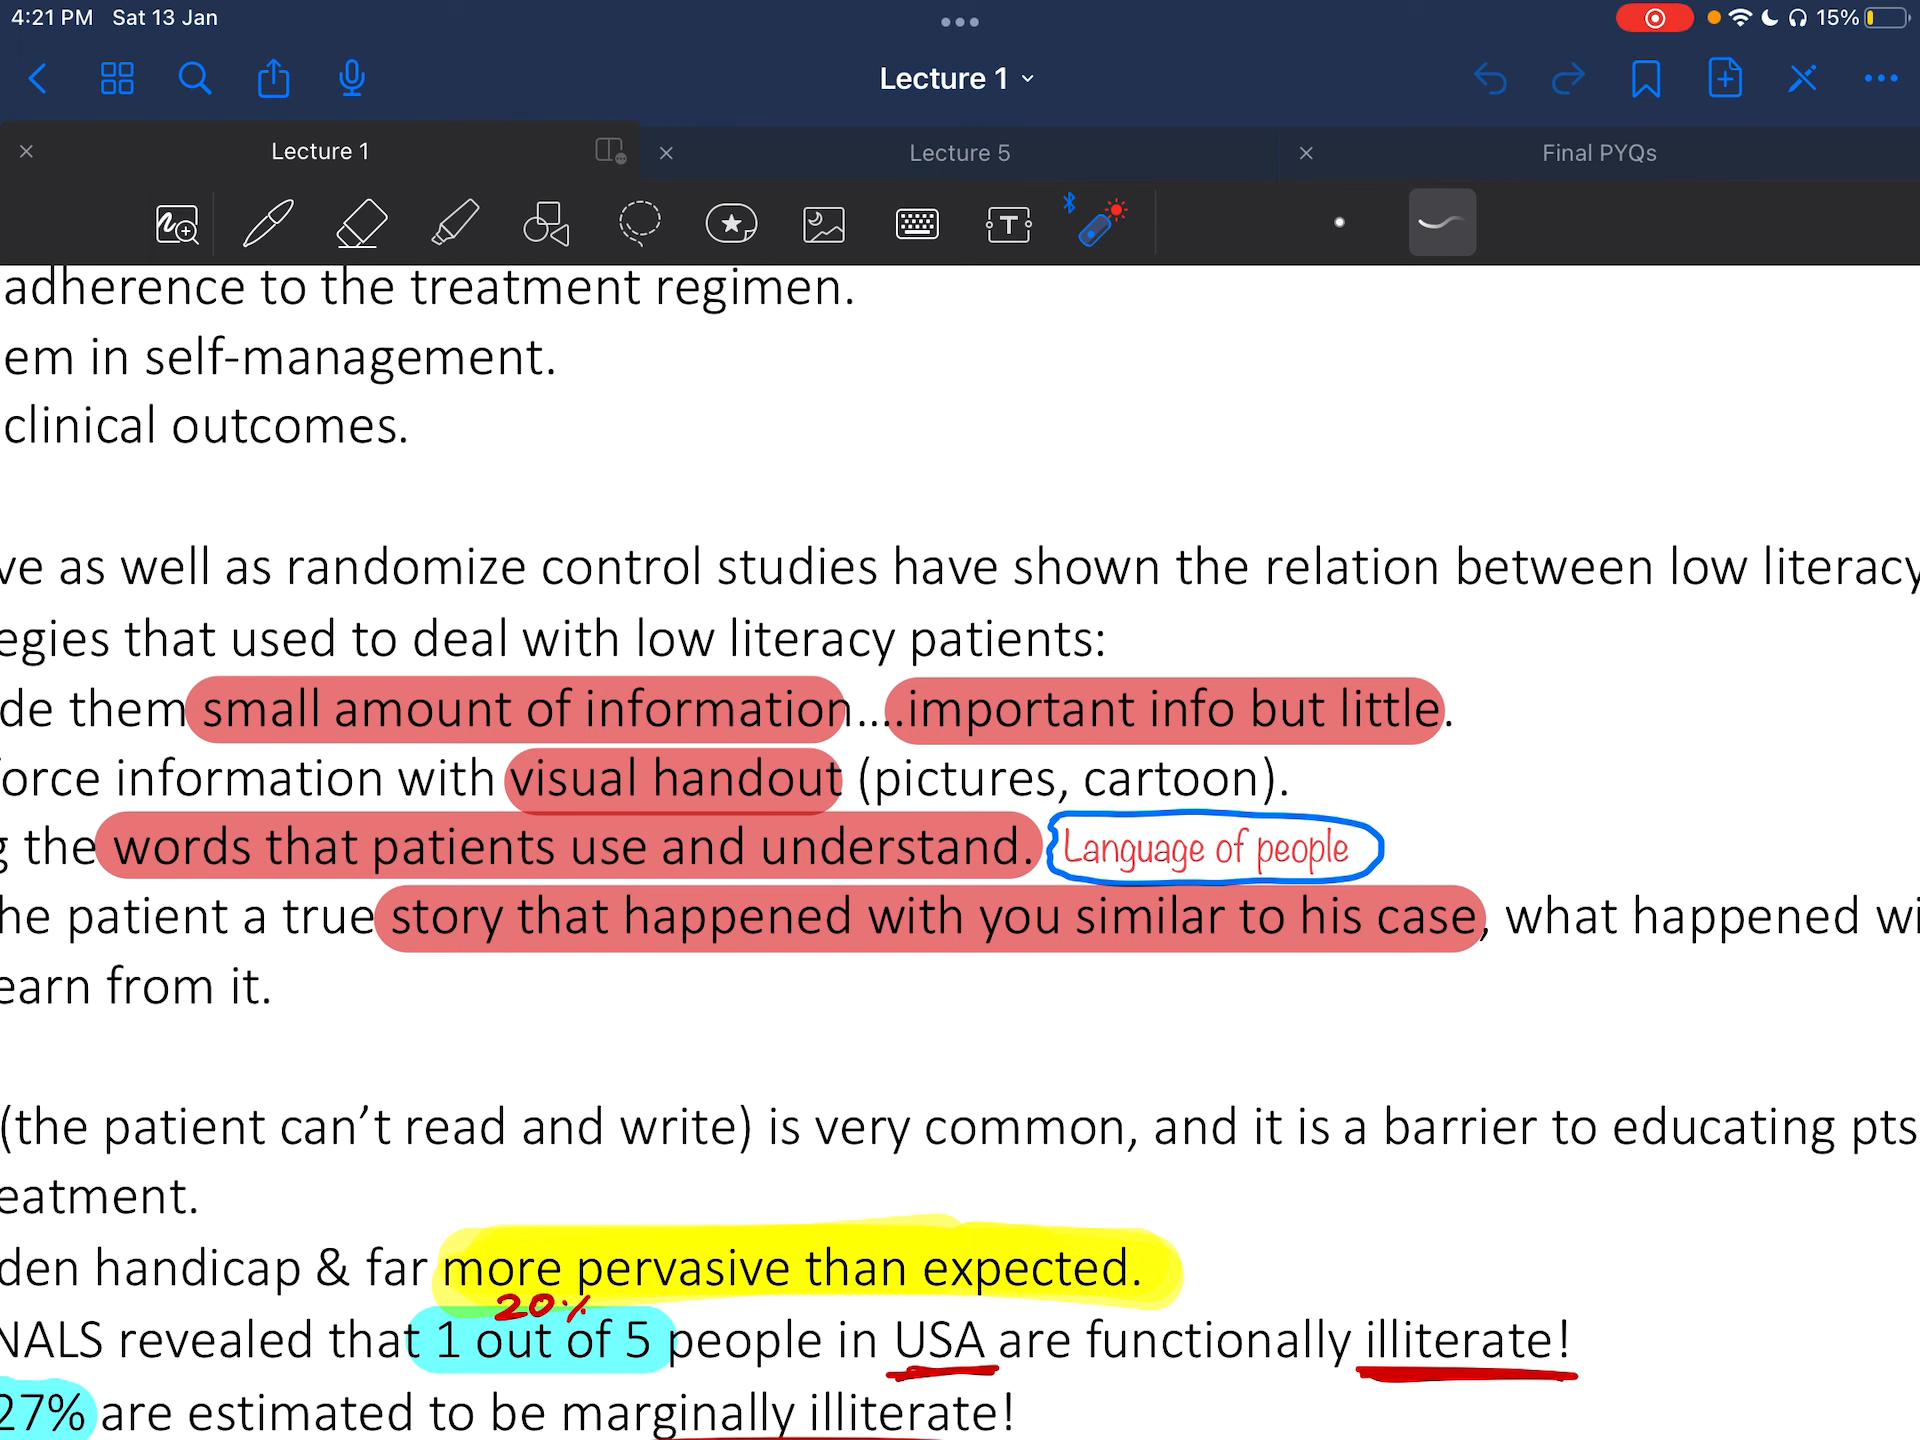 4:21 PM Sat 13 Jan
15%
Lecture 1
Lecture 1
Lecture 5
Final PYQs
T
adherence to the treatment regimen.
em in self-management.
clinical outcomes.
ve as well as randomize control studies have shown the relation between low literacy
egies that used to deal with low literacy patients:
de them small amount of information....important info but little.
force information with visual handout (pictures, cartoon).
g the words that patients use and understand. Language of people
he patient a true story that happened with you similar to his case, what happened wi
earn from it.
(the patient can’t read and write) is very common, and it is a barrier to educating pts
eatment.
den handicap & far more pervasive than expected.
20%
NALS revealed that 1 out of 5 people in USA are functionally illiterate!
27% are estimated to be marginally illiterate!